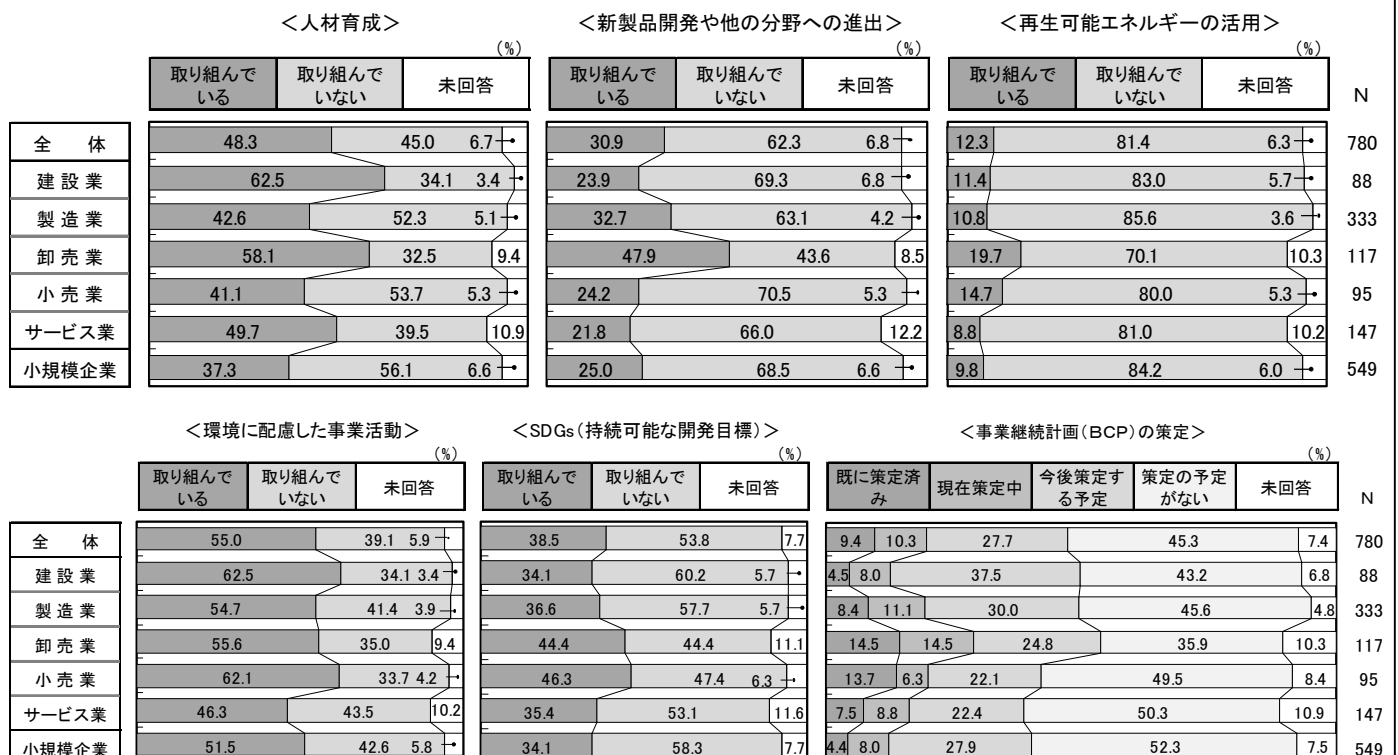 ＜人材育成＞ ＜新製品開発や他の分野への進出＞ ＜再生可能エネルギーの活用＞
(%) (%) (%)
取り組んで 取り組んで 未回答 取り組んで 取り組んで 未回答 取り組んで 取り組んで 未回答 N
いる いない いる いない いる いない
全 体 48.3 45.0 6.7 30.9 62.3 6.8 12.3 81.4 6.3 780
建設業 62.5 34.1 3.4 23.9 69.3 6.8 11.4 83.0 5.7 88
製造業 42.6 52.3 5.1 32.7 63.1 4.2 10.8 85.6 3.6 333
卸売業 58.1 32.5 9.4 47.9 43.6 8.5 19.7 70.1 10.3 117
小売業 41.1 53.7 5.3 24.2 70.5 5.3 14.7 80.0 5.3 95
サービス業 49.7 39.5 10.9 21.8 66.0 12.2 8.8 81.0 10.2 147
小規模企業 37.3 56.1 6.6 25.0 68.5 6.6 9.8 84.2 6.0 549
＜環境に配慮した事業活動＞ ＜SDGs（持続可能な開発目標）＞ ＜事業継続計画（BCP）の策定＞
(%) (%) (%)
取り組んで 取り組んで 未回答 取り組んで 取り組んで 未回答 既に策定済 現在策定中 今後策定す 策定の予定 未回答 N
いる いない いる いない み る予定 がない
全 体 55.0 39.1 5.9 38.5 53.8 7.7 9.4 10.3 27.7 45.3 7.4 780
建設業 62.5 34.1 3.4 34.1 60.2 5.7 4.5 8.0 37.5 43.2 6.8 88
製造業 54.7 41.4 3.9 36.6 57.7 5.7 8.4 11.1 30.0 45.6 4.8 333
卸売業 55.6 35.0 9.4 44.4 44.4 11.1 14.5 14.5 24.8 35.9 10.3 117
小売業 62.1 33.7 4.2 46.3 47.4 6.3 13.7 6.3 22.1 49.5 8.4 95
サービス業 46.3 43.5 10.2 35.4 53.1 11.6 7.5 8.8 22.4 50.3 10.9 147
小規模企業 51.5 42.6 5.8 34.1 58.3 7.7 4.4 8.0 27.9 52.3 7.5 549